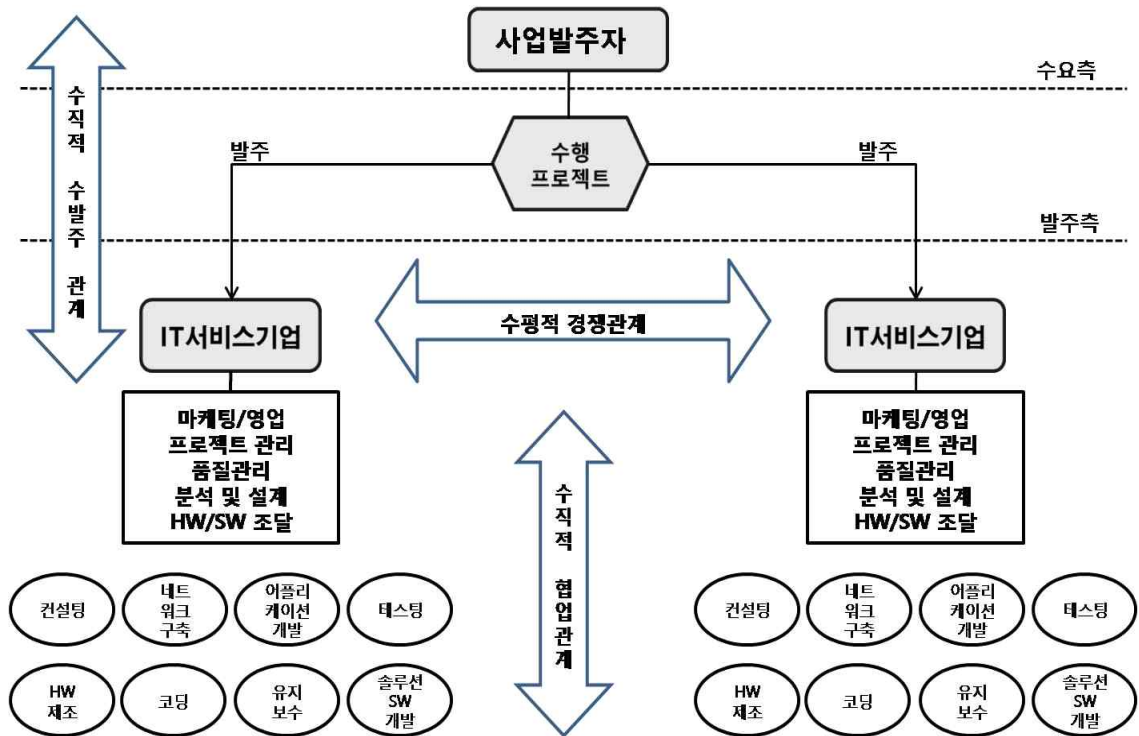 사업발주자
수요측
수직적 수발주 관계
수행
프로젝트
발주
발주
발주측
수평적 경쟁관계
IT서비스기업
IT서비스기업
마케팅/영업
프로젝트 관리
품질관리
분석 및 설계
HW/SW 조달
마케팅/영업
프로젝트 관리
품질관리
분석 및 설계
HW/SW 조달
수직적 협업관계
컨설팅
네트
워크
구축
어플리
케이션
개발
테스팅
HW
제조
코딩
유지
보수
솔루션
SW
개발
컨설팅
네트
워크
구축
어플리
케이션
개발
테스팅
HW
제조
코딩
유지
보수
솔루션
SW
개발